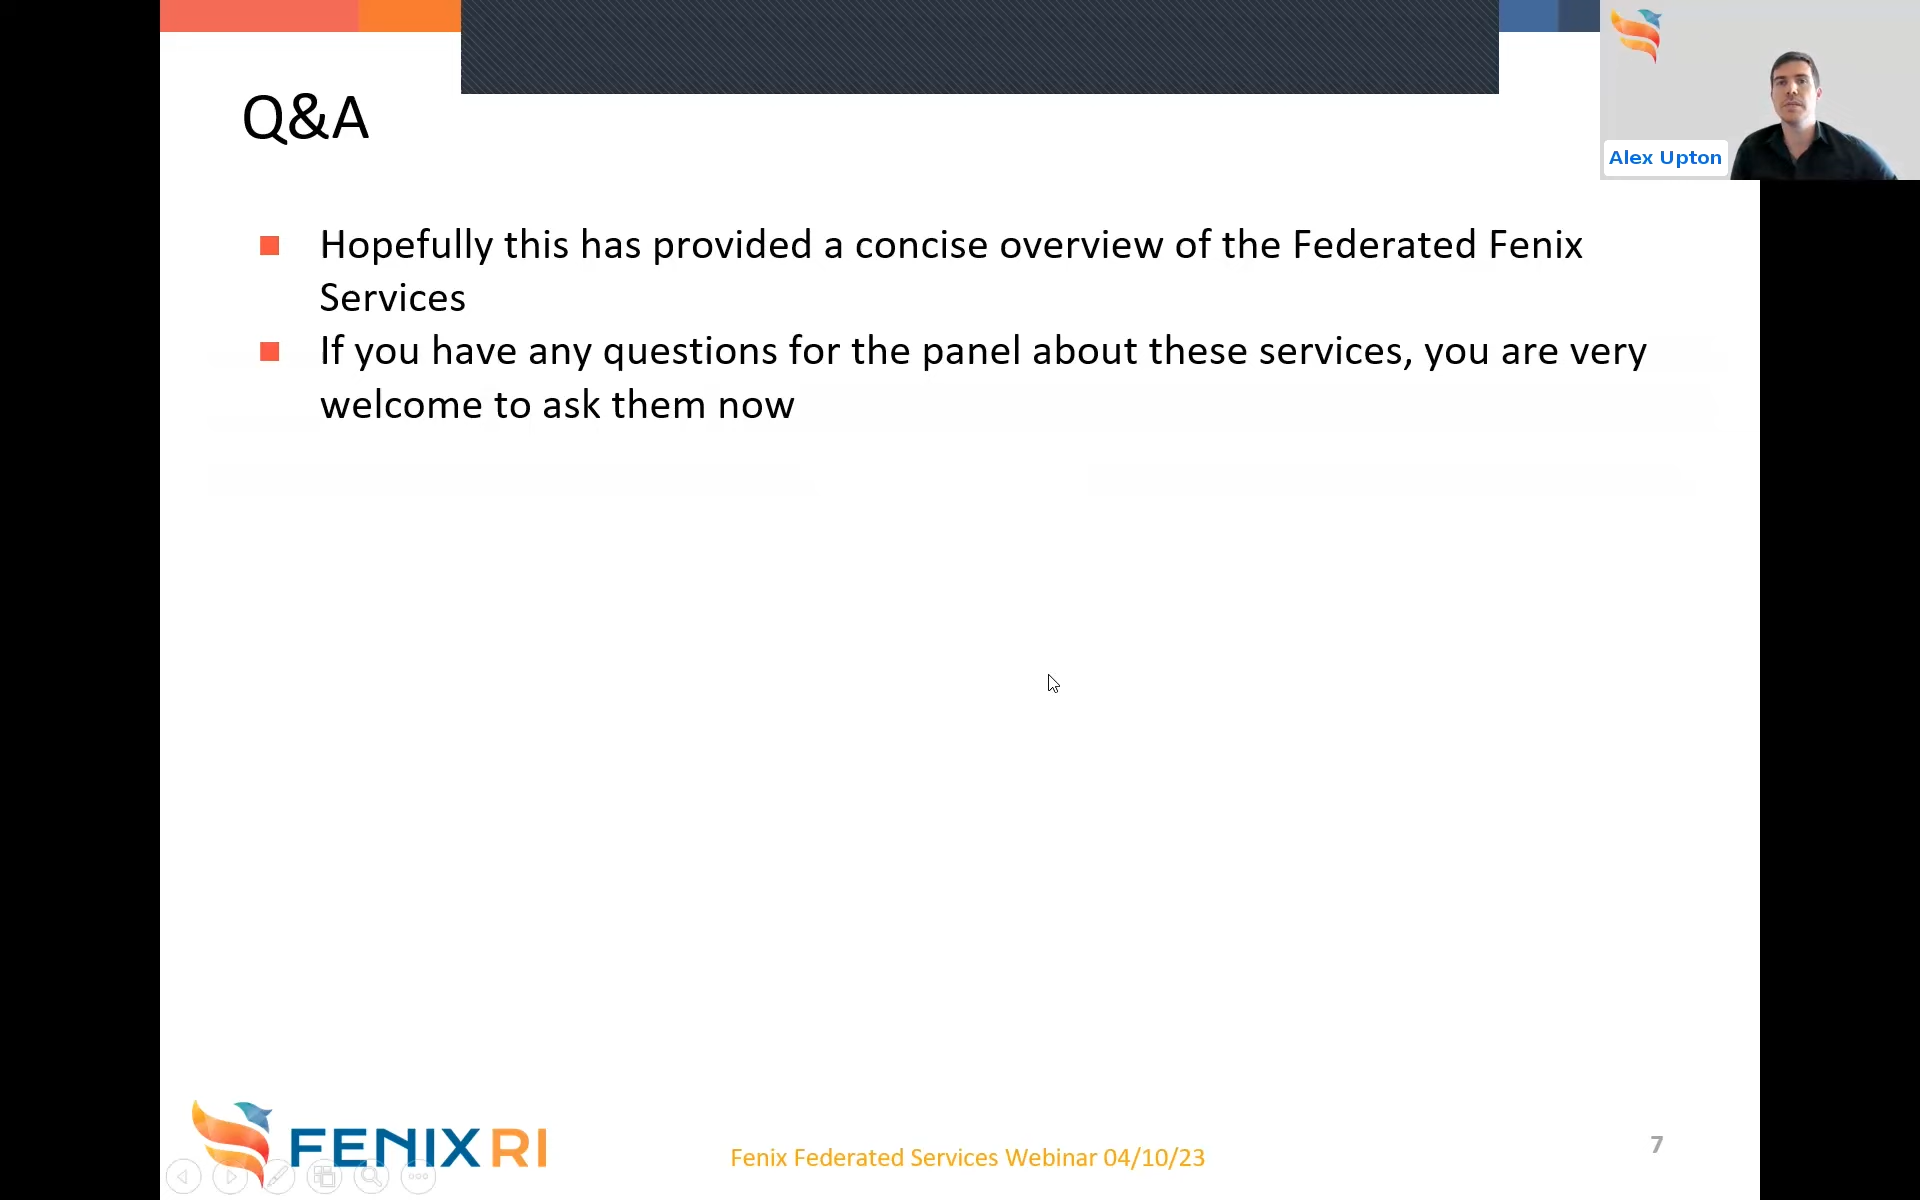 Q&A
Alex Upton
Hopefully this has provided a concise overview of the Federated Fenix
Services
If you have any questions for the panel about these services, you are very
welcome to ask them now
FENIX RI
Fenix Federated Services Webinar 04/10/23
7